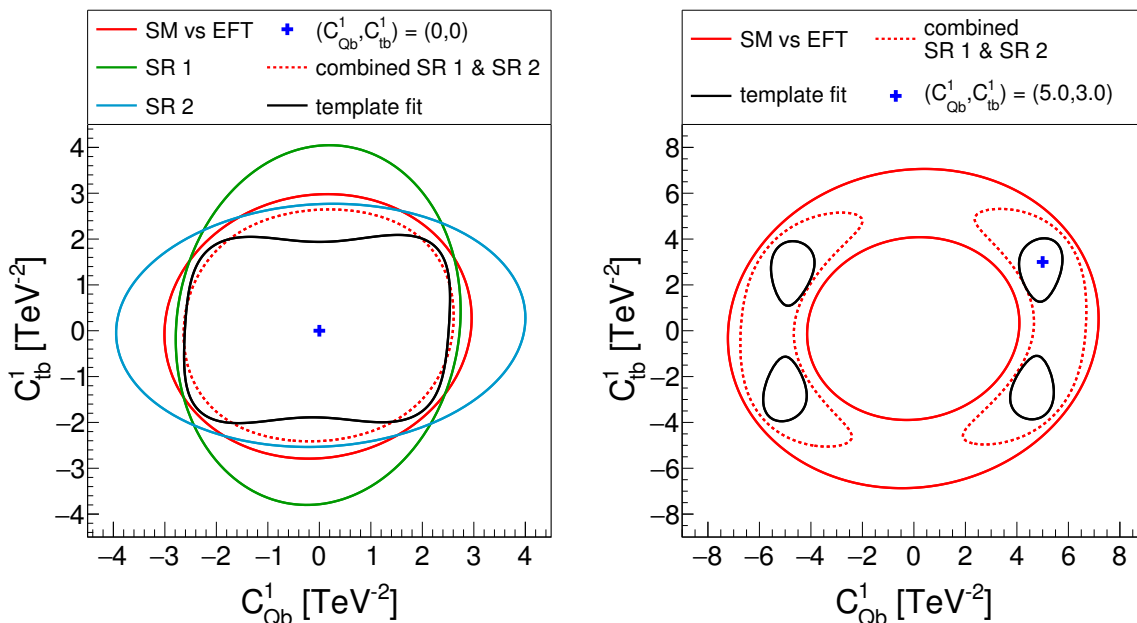 SM vs EFT
(C¹Qb,C¹tb) = (0,0)
SR 1
combined SR 1 & SR 2
SR 2
template fit
4
3
2
1
0
−1
−2
−3
−4
C¹tb [TeV⁻²]
−4 −3 −2 −1 0 1 2 3 4
C¹Qb [TeV⁻²]
SM vs EFT
combined
SR 1 & SR 2
template fit
(C¹Qb,C¹tb) = (5.0,3.0)
8
6
4
2
0
−2
−4
−6
−8
C¹tb [TeV⁻²]
−8 −6 −4 −2 0 2 4 6 8
C¹Qb [TeV⁻²]